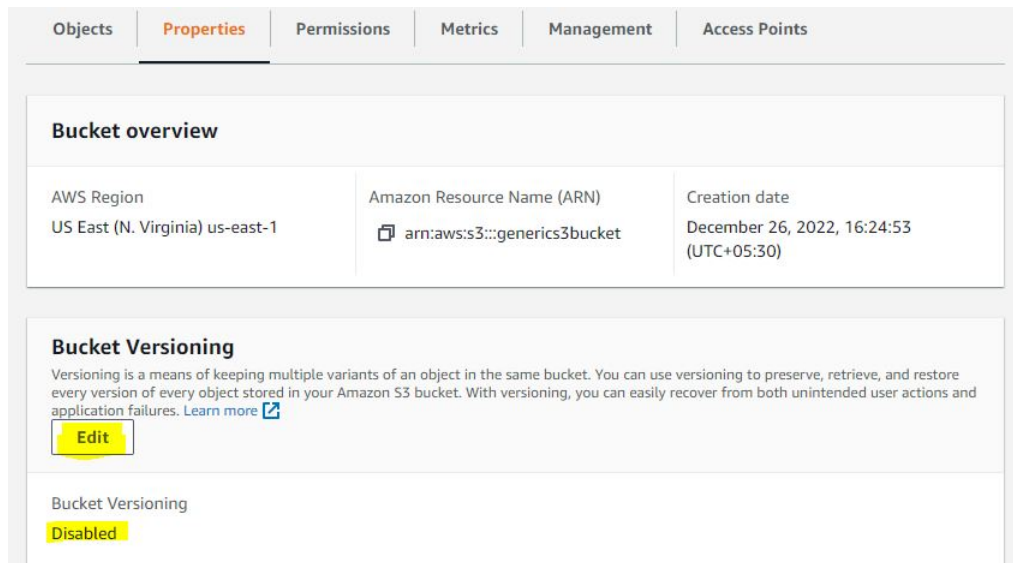 Objects
Properties
Permissions
Metrics
Management
Access Points
Bucket overview
AWS Region
US East (N. Virginia) us-east-1
Amazon Resource Name (ARN)
arn:aws:s3:::generics3bucket
Creation date
December 26, 2022, 16:24:53
(UTC+05:30)
Bucket Versioning
Versioning is a means of keeping multiple variants of an object in the same bucket. You can use versioning to preserve, retrieve, and restore
every version of every object stored in your Amazon S3 bucket. With versioning, you can easily recover from both unintended user actions and
application failures. Learn more
Edit
Bucket Versioning
Disabled